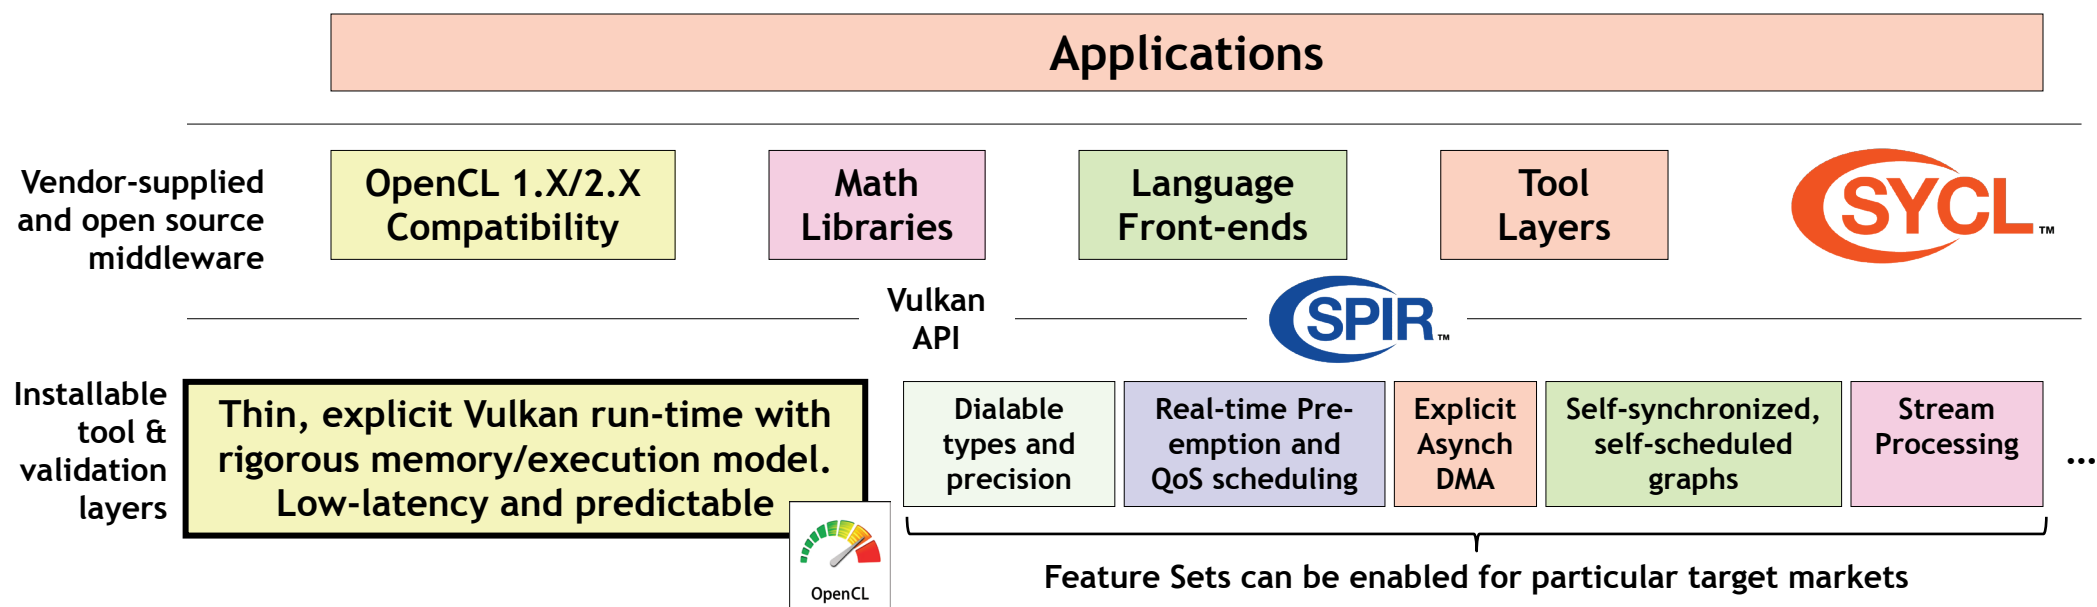 Applications
Vendor-supplied
and open source
middleware
OpenCL 1.X/2.X
Compatibility
Math
Libraries
Language
Front-ends
Tool
Layers
SYCL™
Vulkan
API
SPIR™
Installable
tool &
validation
layers
Thin, explicit Vulkan run-time with
rigorous memory/execution model.
Low-latency and predictable
OpenCL
Dialable
types and
precision
Real-time Pre-
emption and
QoS scheduling
Explicit
Asynch
DMA
Self-synchronized,
self-scheduled
graphs
Stream
Processing
...
Feature Sets can be enabled for particular target markets